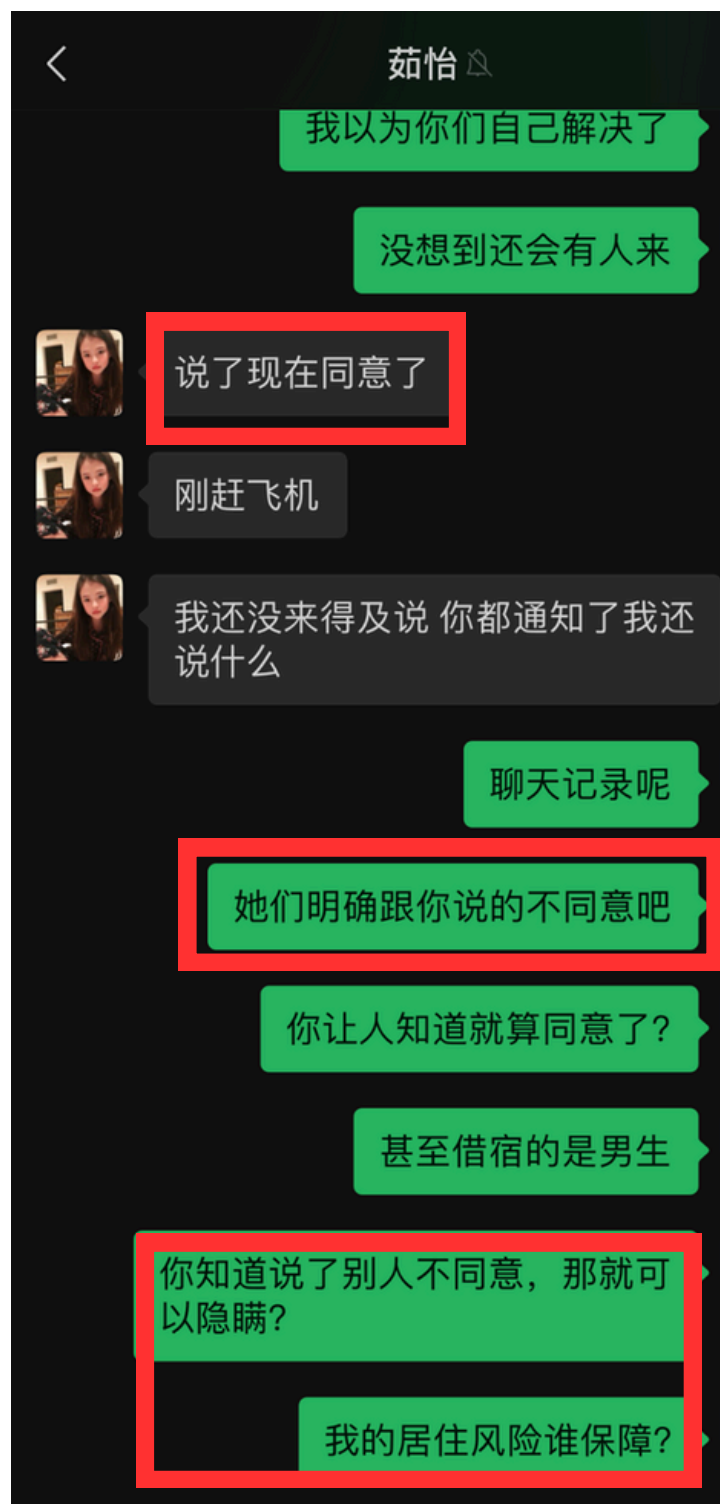 茹怡
我以为你们自己解决了
没想到还会有人来
说了现在同意了
刚赶飞机
我还没来得及说 你都通知了我还
说什么
聊天记录呢
她们明确跟你说的不同意吧
你让人知道就算同意了?
甚至借宿的是男生
你知道说了别人不同意，那就可
以隐瞒?
我的居住风险谁保障?